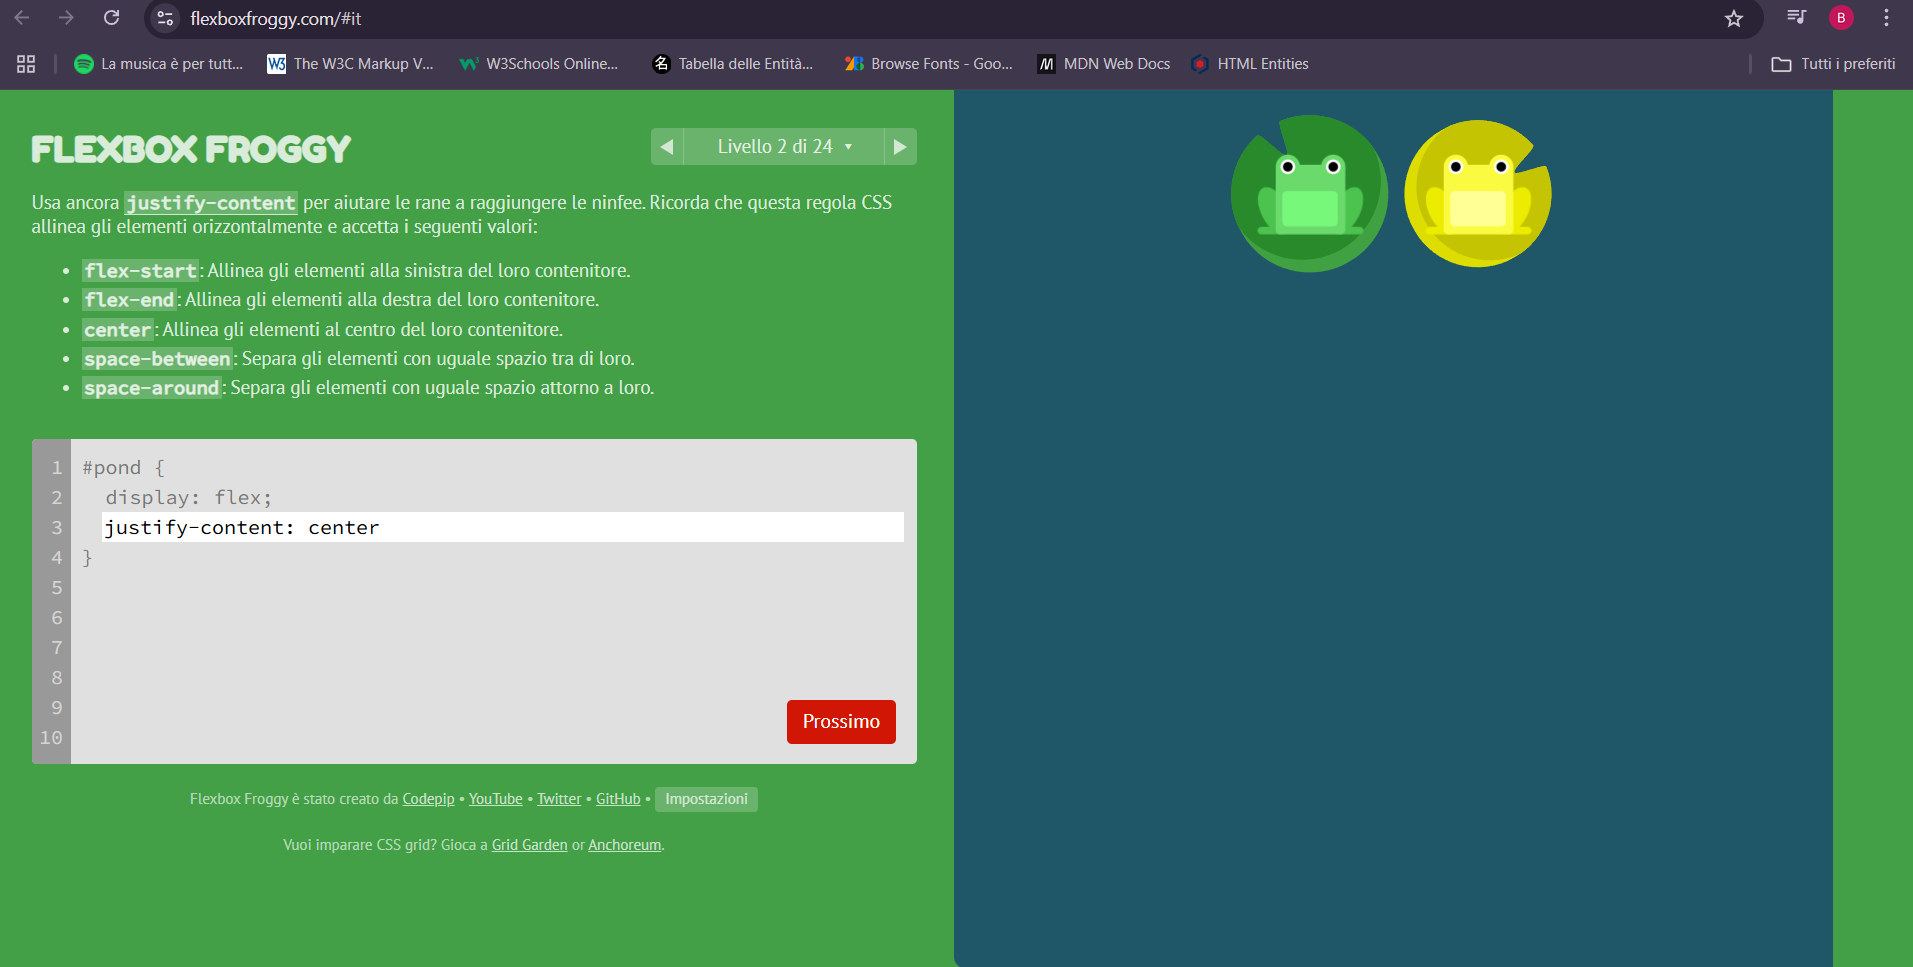 flexboxfroggy.com/#it
B
La musica è per tutt...
The W3C Markup V...
W3Schools Online...
Tabella delle Entità...
Browse Fonts - Goo...
MDN Web Docs
HTML Entities
Tutti i preferiti
FLEXBOX FROGGY
◀ Livello 2 di 24 ▾ ▶
Usa ancora justify-content per aiutare le rane a raggiungere le ninfee. Ricorda che questa regola CSS
allinea gli elementi orizzontalmente e accetta i seguenti valori:
• flex-start: Allinea gli elementi alla sinistra del loro contenitore.
• flex-end: Allinea gli elementi alla destra del loro contenitore.
• center: Allinea gli elementi al centro del loro contenitore.
• space-between: Separa gli elementi con uguale spazio tra di loro.
• space-around: Separa gli elementi con uguale spazio attorno a loro.
1 #pond {
2 display: flex;
3 justify-content: center
4 }
5
6
7
8
9
10
Prossimo
Flexbox Froggy è stato creato da Codepip • YouTube • Twitter • GitHub • Impostazioni
Vuoi imparare CSS grid? Gioca a Grid Garden or Anchoreum.